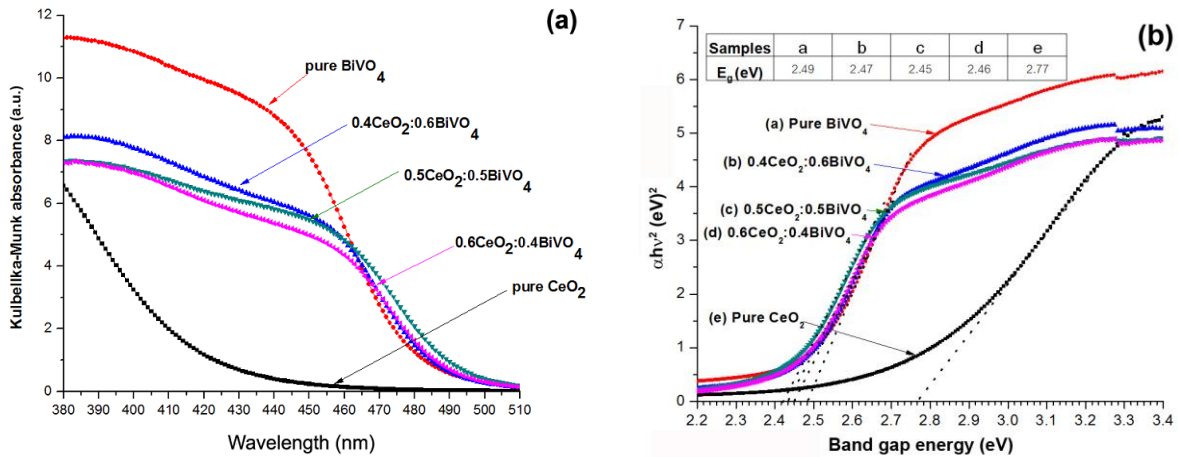 (a)
Kulbelka-Munk absorbance (a.u.)
12
10
8
6
4
2
0
pure BiVO4
0.4CeO2:0.6BiVO4
0.5CeO2:0.5BiVO4
0.6CeO2:0.4BiVO4
pure CeO2
380 390 400 410 420 430 440 450 460 470 480 490 500 510
Wavelength (nm)
(b)
αhν² (eV)²
7
6
5
4
3
2
1
0
Samples a b c d e
Eg(eV) 2.49 2.47 2.45 2.46 2.77
(a) Pure BiVO4
(b) 0.4CeO2:0.6BiVO4
(c) 0.5CeO2:0.5BiVO4
(d) 0.6CeO2:0.4BiVO4
(e) Pure CeO2
2.2 2.3 2.4 2.5 2.6 2.7 2.8 2.9 3.0 3.1 3.2 3.3 3.4
Band gap energy (eV)